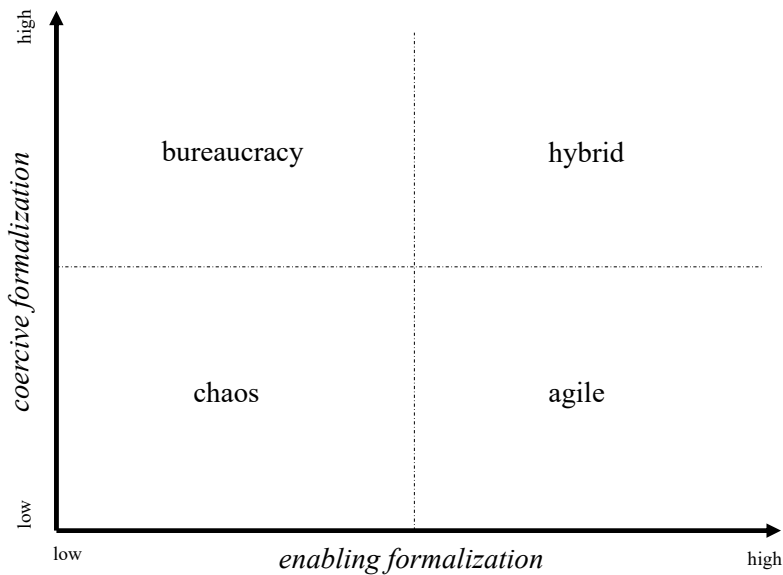 high
bureaucracy
hybrid
coercive formalization
chaos
agile
low
low
enabling formalization
high